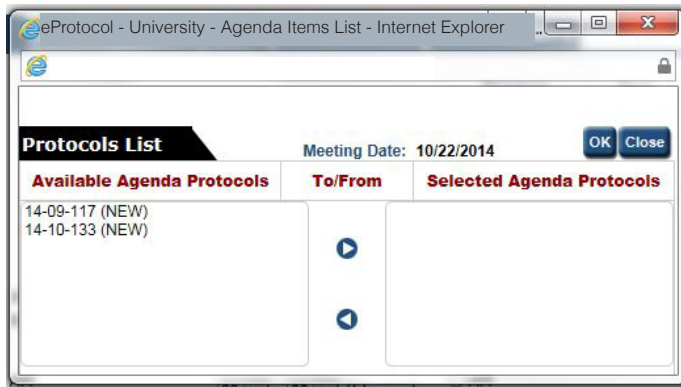 eProtocol - University - Agenda Items List - Internet Explorer
Protocols List
Meeting Date: 10/22/2014
OK Close
Available Agenda Protocols To/From Selected Agenda Protocols
14-09-117 (NEW)
14-10-133 (NEW)